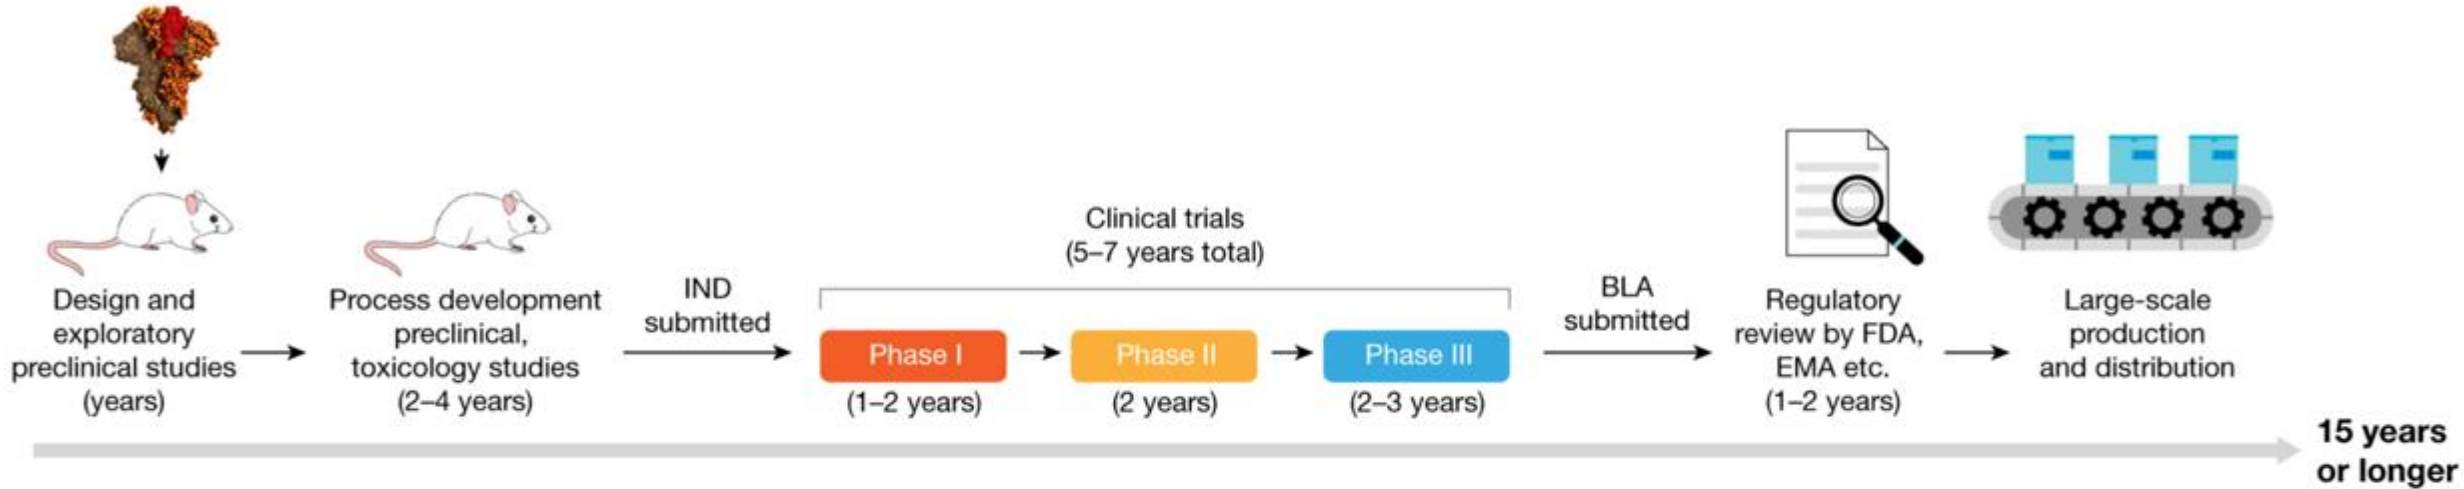 Design and
exploratory
preclinical studies
(years)
Process development
preclinical,
toxicology studies
(2–4 years)
IND
submitted
Clinical trials
(5–7 years total)
Phase I
(1–2 years)
Phase II
(2 years)
Phase III
(2–3 years)
BLA
submitted
Regulatory
review by FDA,
EMA etc.
(1–2 years)
Large-scale
production
and distribution
15 years
or longer